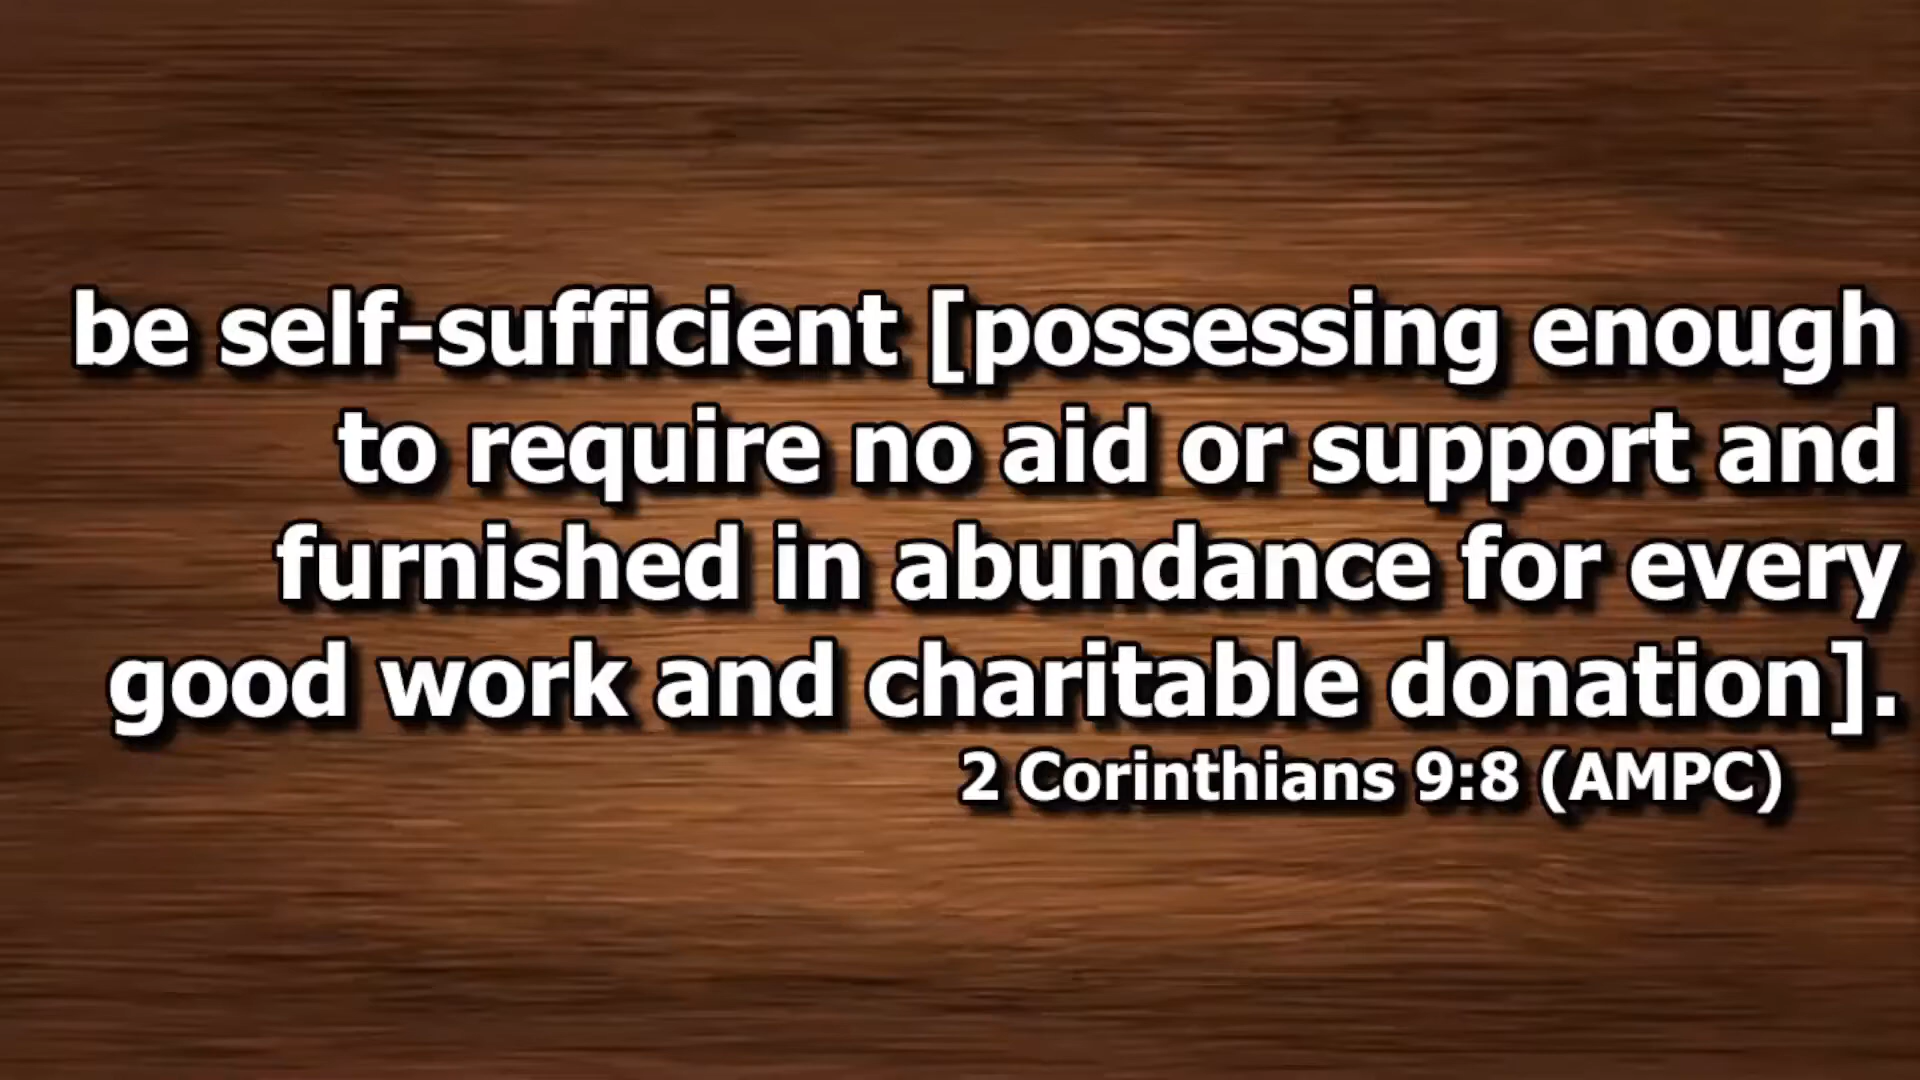 be self-sufficient [possessing enough
to require no aid or support and
furnished in abundance for every
good work and charitable donation].
2 Corinthians 9:8 (AMPC)